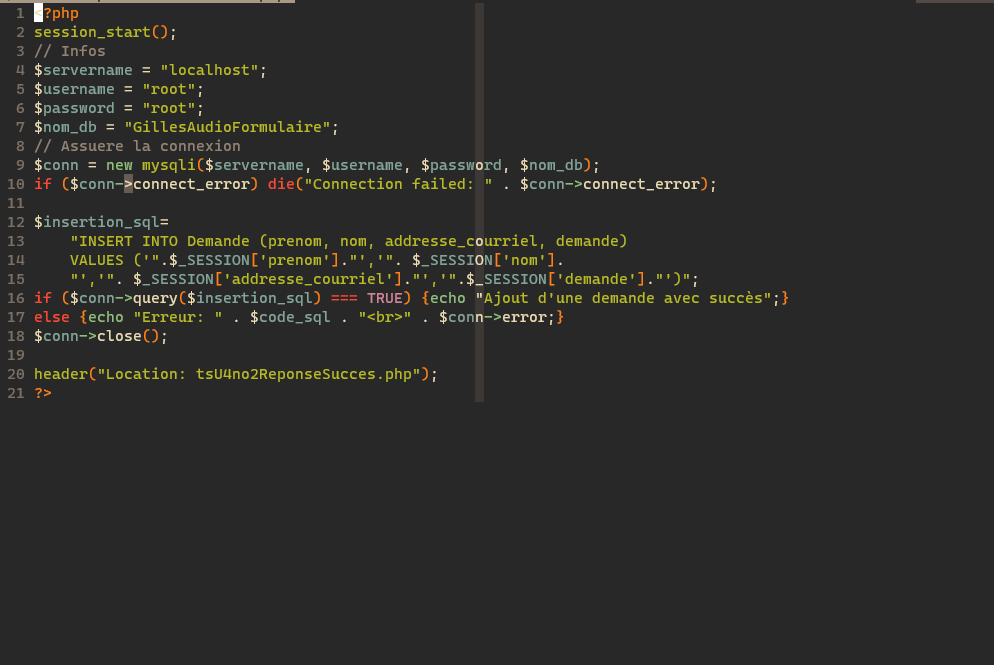 1 <?php
2 session_start();
3 // Infos
4 $servername = "localhost";
5 $username = "root";
6 $password = "root";
7 $nom_db = "GillesAudioFormulaire";
8 // Assuere la connexion
9 $conn = new mysqli($servername, $username, $password, $nom_db);
10 if ($conn->connect_error) die("Connection failed: " . $conn->connect_error);
11
12 $insertion_sql=
13     "INSERT INTO Demande (prenom, nom, addresse_courriel, demande)
14     VALUES ('".$_SESSION['prenom']."','". $_SESSION['nom'].
15     "','". $_SESSION['addresse_courriel']."','".$_SESSION['demande']."')";
16 if ($conn->query($insertion_sql) === TRUE) {echo "Ajout d'une demande avec succès";}
17 else {echo "Erreur: " . $code_sql . "<br>" . $conn->error;}
18 $conn->close();
19
20 header("Location: tsU4no2ReponseSucces.php");
21 ?>